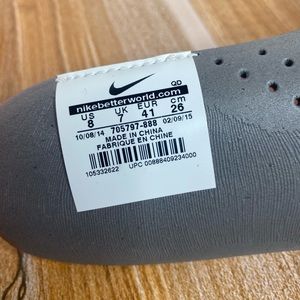 QD
nikebetterworld.com
US UK EUR cm
8 7 41 26
10/08/14 705797-888 02/09/15
MADE IN CHINA
FABRIQUE EN CHINE
105332622 UPC 00888409234000